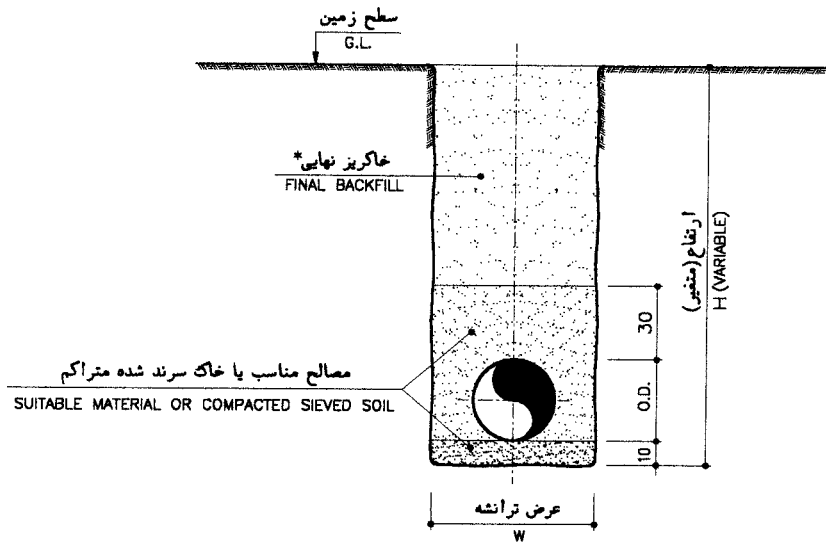 سطح زمین
G.L.
خاکریز نهایی*
FINAL BACKFILL
ارتفاع (متغیر)
H (VARIABLE)
30
O.D.
10
مصالح مناسب یا خاک سرند شده متراکم
SUITABLE MATERIAL OR COMPACTED SIEVED SOIL
عرض ترانشه
W